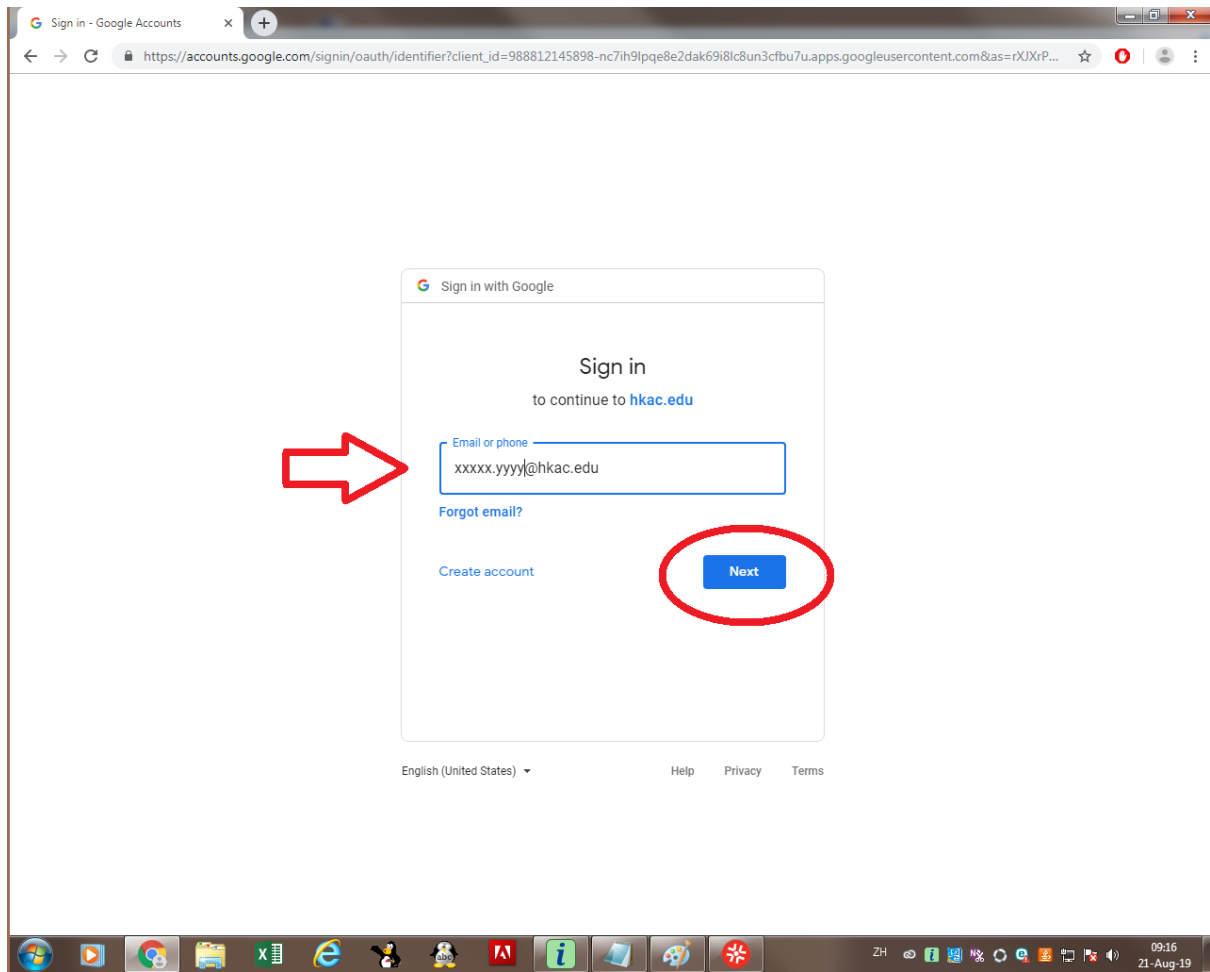 Sign in - Google Accounts
https://accounts.google.com/signin/oauth/identifier?client_id=988812145898-nc7ih9lpqe8e2dak69i8lc8un3cfbu7u.apps.googleusercontent.com&as=rXJXrP...
Sign in with Google
Sign in
to continue to hkac.edu
Email or phone
xxxxx.yyyy@hkac.edu
Forgot email?
Create account
Next
English (United States)
Help Privacy Terms
abc
ZH
09:16
21-Aug-19